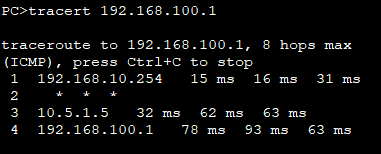 PC>tracert 192.168.100.1
traceroute to 192.168.100.1, 8 hops max
(ICMP), press Ctrl+C to stop
1 192.168.10.254 15 ms 16 ms 31 ms
2 * * *
3 10.5.1.5 32 ms 62 ms 63 ms
4 192.168.100.1 78 ms 93 ms 63 ms